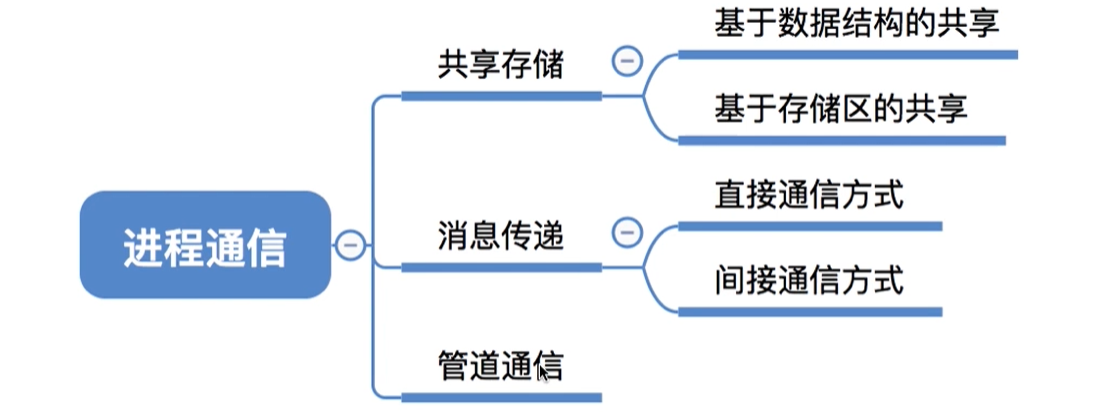 进程通信
共享存储
基于数据结构的共享
基于存储区的共享
消息传递
直接通信方式
间接通信方式
管道通信